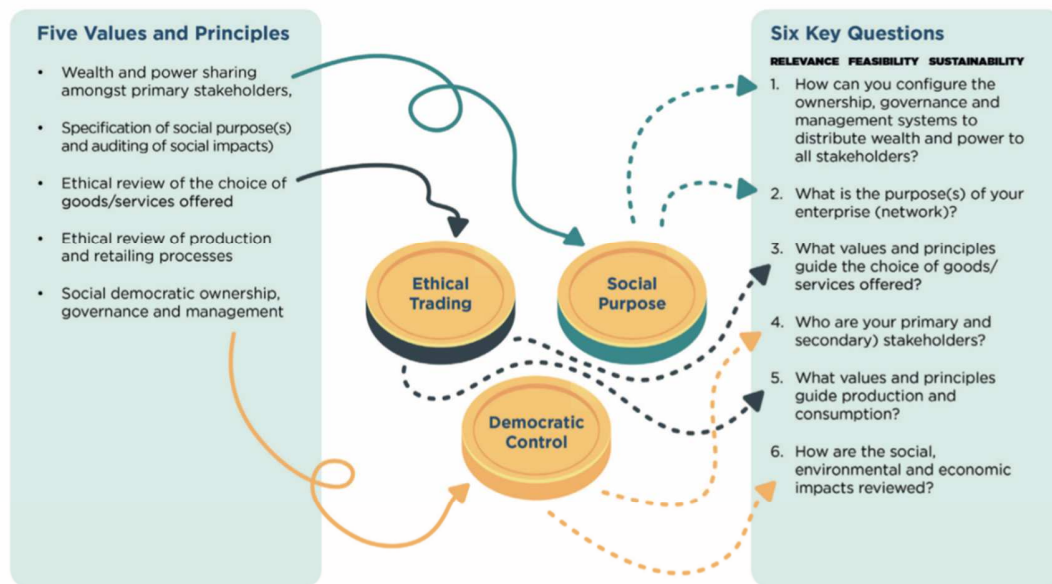 Five Values and Principles
• Wealth and power sharing
amongst primary stakeholders,
• Specification of social purpose(s)
and auditing of social impacts)
• Ethical review of the choice of
goods/services offered
• Ethical review of production
and retailing processes
• Social democratic ownership,
governance and management
Ethical
Trading
Social
Purpose
Democratic
Control
Six Key Questions
RELEVANCE FEASIBILITY SUSTAINABILITY
1. How can you configure the
ownership, governance and
management systems to
distribute wealth and power to
all stakeholders?
2. What is the purpose(s) of your
enterprise (network)?
3. What values and principles
guide the choice of goods/
services offered?
4. Who are your primary and
secondary) stakeholders?
5. What values and principles
guide production and
consumption?
6. How are the social,
environmental and economic
impacts reviewed?